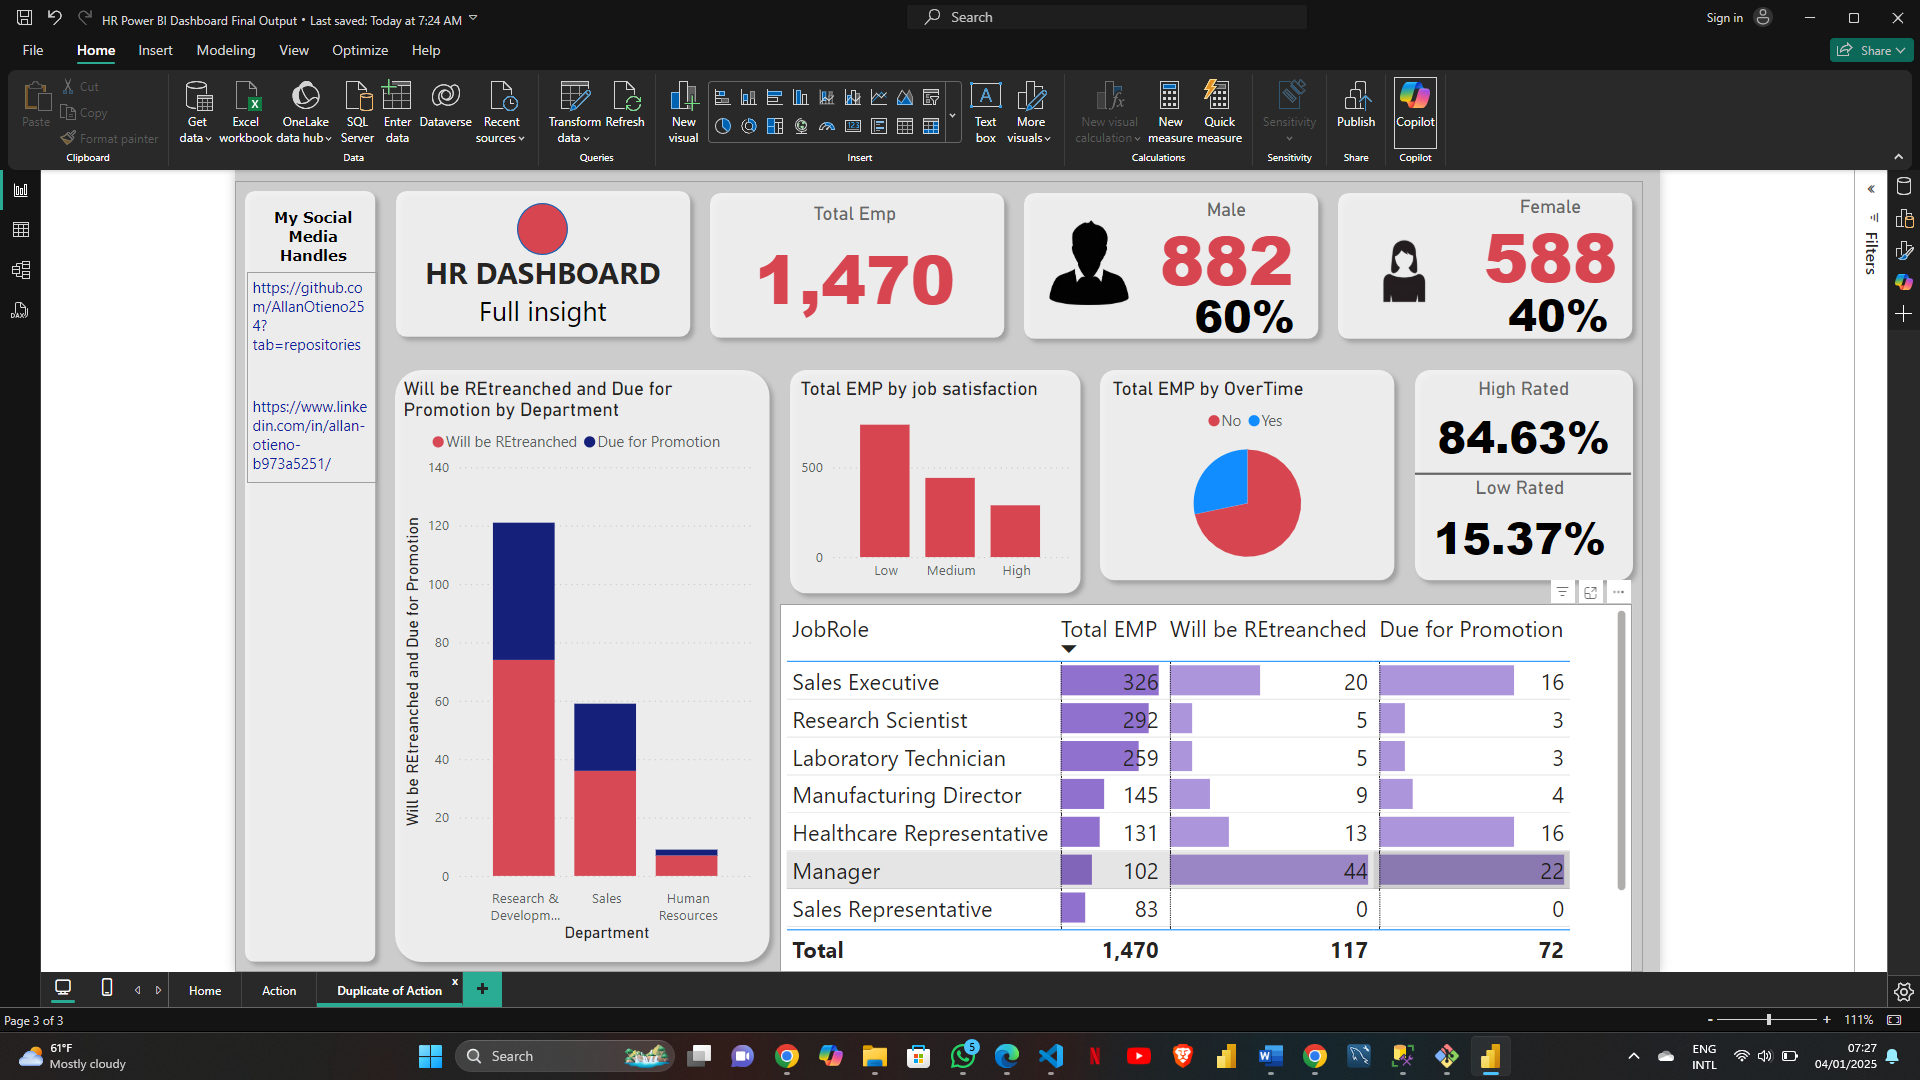 HR Power BI Dashboard Final Output • Last saved: Today at 7:24 AM
Search
Sign in
File
Home
Insert
Modeling
View
Optimize
Help
Share
Paste
Cut
Copy
Format painter
Clipboard
Get data
Excel workbook
OneLake data hub
SQL Server
Enter data
Dataverse
Recent sources
Data
Transform data
Refresh
Queries
New visual
Text box
More visuals
Insert
New visual calculation
New measure
Quick measure
Calculations
Sensitivity
Sensitivity
Publish
Share
Copilot
Copilot
My Social
Media
Handles
https://github.co
m/AllanOtieno25
4?
tab=repositories
https://www.linke
din.com/in/allan-
otieno-
b973a5251/
HR DASHBOARD
Full insight
Total Emp
1,470
Male
882
60%
Female
588
40%
Filters
Will be REtreanched and Due for
Promotion by Department
Will be REtreanched
Due for Promotion
Will be REtreanched and Due for Promotion
140
120
100
80
60
40
20
0
Research &
Developm...
Sales
Human
Resources
Department
Total EMP by job satisfaction
500
0
Low
Medium
High
Total EMP by OverTime
No
Yes
High Rated
84.63%
Low Rated
15.37%
JobRole Total EMP Will be REtreanched Due for Promotion
Sales Executive 326 20 16
Research Scientist 292 5 3
Laboratory Technician 259 5 3
Manufacturing Director 145 9 4
Healthcare Representative 131 13 16
Manager 102 44 22
Sales Representative 83 0 0
Total 1,470 117 72
Home
Action
Duplicate of Action
x
+
Page 3 of 3
- + 111%
61°F
Mostly cloudy
Search
5
ENG
INTL
07:27
04/01/2025